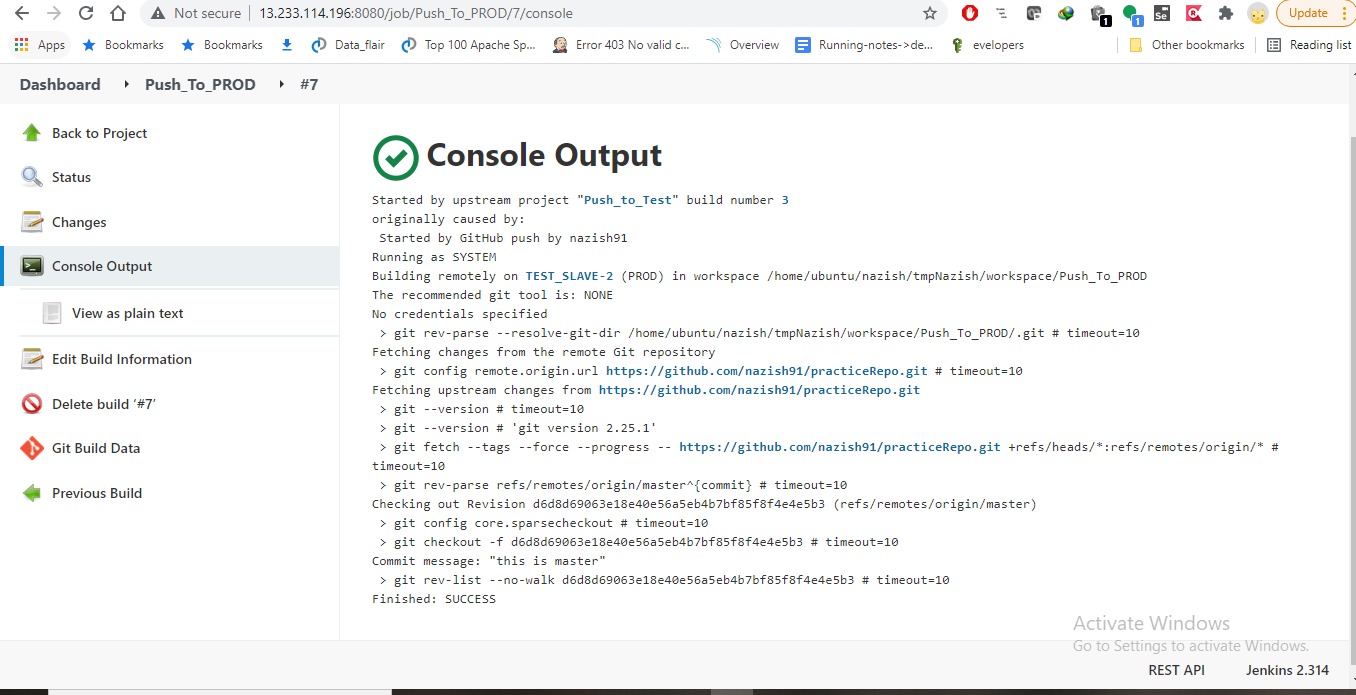 Not secure | 13.233.114.196:8080/job/Push_To_PROD/7/console
1
1
Se
Update
Apps
Bookmarks
Bookmarks
Data_flair
Top 100 Apache Sp...
Error 403 No valid c...
Overview
Running-notes->de...
evelopers
Other bookmarks
Reading list
Dashboard
Push_To_PROD
#7
Back to Project
Status
Changes
Console Output
View as plain text
Edit Build Information
Delete build ‘#7’
Git Build Data
Previous Build
Console Output
Started by upstream project "Push_to_Test" build number 3
originally caused by:
Started by GitHub push by nazish91
Running as SYSTEM
Building remotely on TEST_SLAVE-2 (PROD) in workspace /home/ubuntu/nazish/tmpNazish/workspace/Push_To_PROD
The recommended git tool is: NONE
No credentials specified
> git rev-parse --resolve-git-dir /home/ubuntu/nazish/tmpNazish/workspace/Push_To_PROD/.git # timeout=10
Fetching changes from the remote Git repository
> git config remote.origin.url https://github.com/nazish91/practiceRepo.git # timeout=10
Fetching upstream changes from https://github.com/nazish91/practiceRepo.git
> git --version # timeout=10
> git --version # 'git version 2.25.1'
> git fetch --tags --force --progress -- https://github.com/nazish91/practiceRepo.git +refs/heads/*:refs/remotes/origin/* #
timeout=10
> git rev-parse refs/remotes/origin/master^{commit} # timeout=10
Checking out Revision d6d8d69063e18e40e56a5eb4b7bf85f8f4e4e5b3 (refs/remotes/origin/master)
> git config core.sparsecheckout # timeout=10
> git checkout -f d6d8d69063e18e40e56a5eb4b7bf85f8f4e4e5b3 # timeout=10
Commit message: "this is master"
> git rev-list --no-walk d6d8d69063e18e40e56a5eb4b7bf85f8f4e4e5b3 # timeout=10
Finished: SUCCESS
Activate Windows
Go to Settings to activate Windows.
REST API
Jenkins 2.314